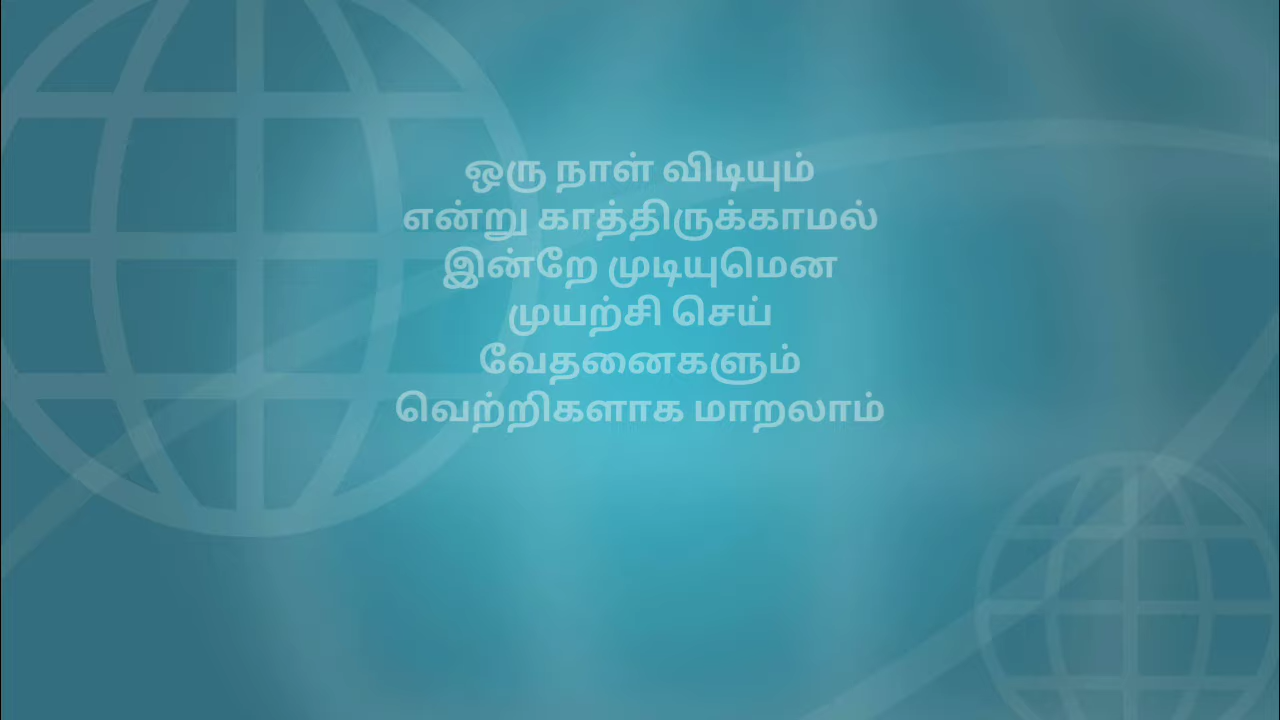 ஒரு நாள் விடியும்
என்று காத்திருக்காமல்
இன்றே முடியுமென
முயற்சி செய்
வேதனைகளும்
வெற்றிகளாக மாறலாம்